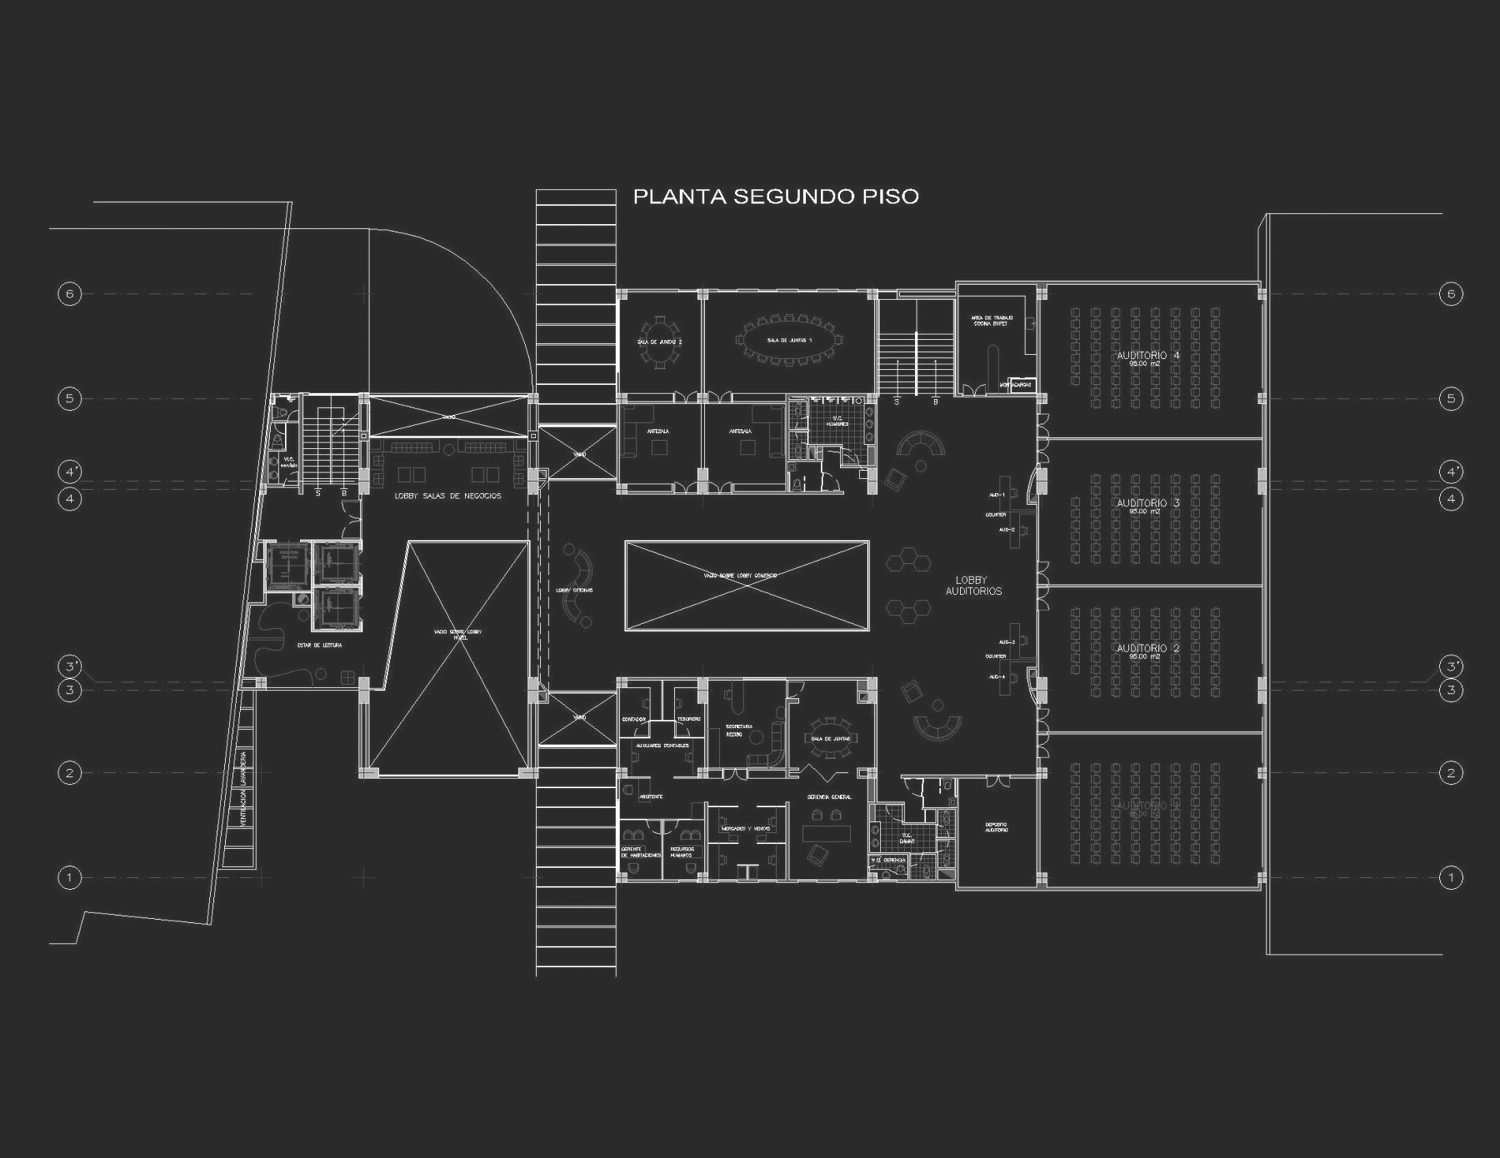 PLANTA SEGUNDO PISO
6
6
SALA DE JUNTAS 2
SALA DE JUNTAS 1
AREA DE TRABAJO
COCINA BUFET
MONTACARGAS
AUDITORIO 4
95.00 m2
5
5
S
B
VACIO
ANTESALA
ANTESALA
W.C.
HOMBRES
W.C.
servicio
VACIO
4'
4'
4
4
S
B
LOBBY SALAS DE NEGOCIOS
AUD-1
COUNTER
AUD-2
AUDITORIO 3
95.00 m2
VACIO SOBRE LOBBY COMERCIO
LOBBY OFICINAS
LOBBY
AUDITORIOS
VACIO SOBRE LOBBY
HOTEL
ESTAR DE LECTURA
AUD-3
COUNTER
AUD-4
AUDITORIO 2
95.00 m2
3'
3'
3
3
VACIO
CONTADOR
TESORERO
SECRETARIA
RECIBO
SALA DE JUNTAS
AUXILIARES CONTABLES
2
2
VENTILACION LAVANDERIA
ASISTENTE
GERENCIA GENERAL
MERCADEO Y VENTAS
DEPOSITO
AUDITORIO
AUDITORIO 1
W.C.
DAMAS
GERENTE
DE HABITACIONES
RECURSOS
HUMANOS
W.C. GERENCIA
1
1